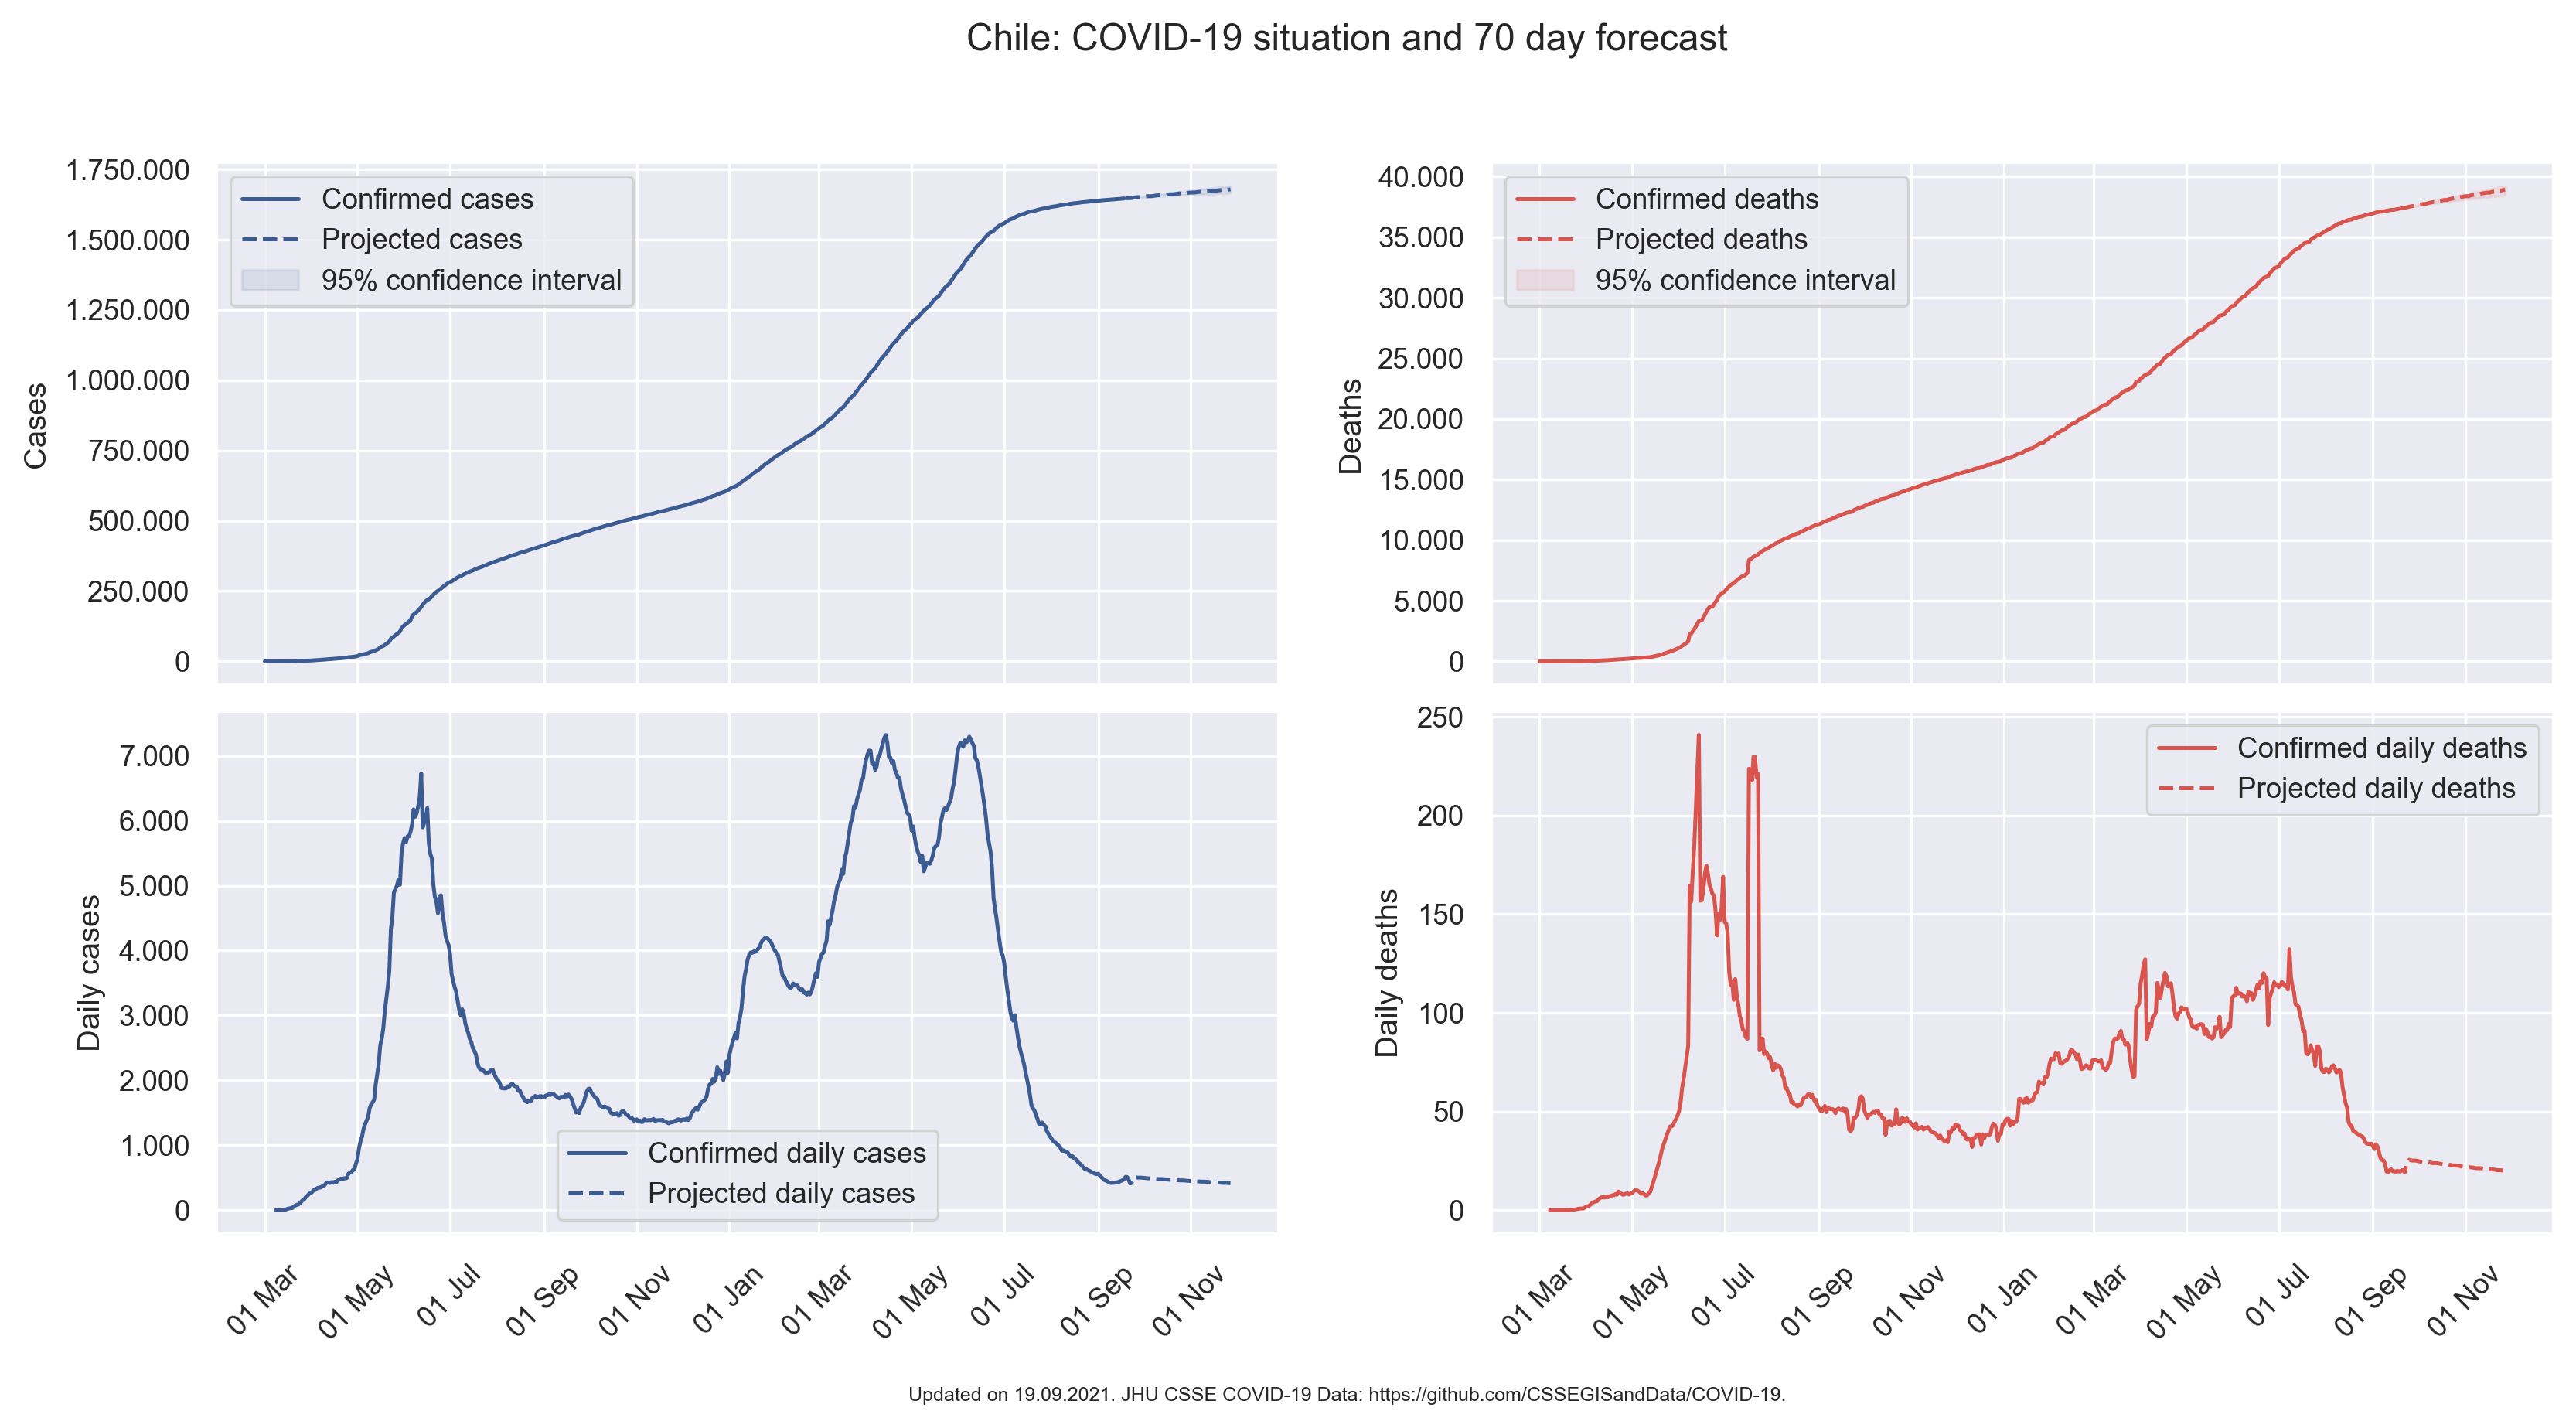 Chile: COVID-19 situation and 70 day forecast
1.750.000
1.500.000
1.250.000
1.000.000
750.000
500.000
250.000
0
Cases
Confirmed cases
Projected cases
95% confidence interval
40.000
35.000
30.000
25.000
20.000
15.000
10.000
5.000
0
Deaths
Confirmed deaths
Projected deaths
95% confidence interval
7.000
6.000
5.000
4.000
3.000
2.000
1.000
0
Daily cases
Confirmed daily cases
Projected daily cases
01 Mar
01 May
01 Jul
01 Sep
01 Nov
01 Jan
01 Mar
01 May
01 Jul
01 Sep
01 Nov
250
200
150
100
50
0
Daily deaths
Confirmed daily deaths
Projected daily deaths
01 Mar
01 May
01 Jul
01 Sep
01 Nov
01 Jan
01 Mar
01 May
01 Jul
01 Sep
01 Nov
Updated on 19.09.2021. JHU CSSE COVID-19 Data: https://github.com/CSSEGISandData/COVID-19.